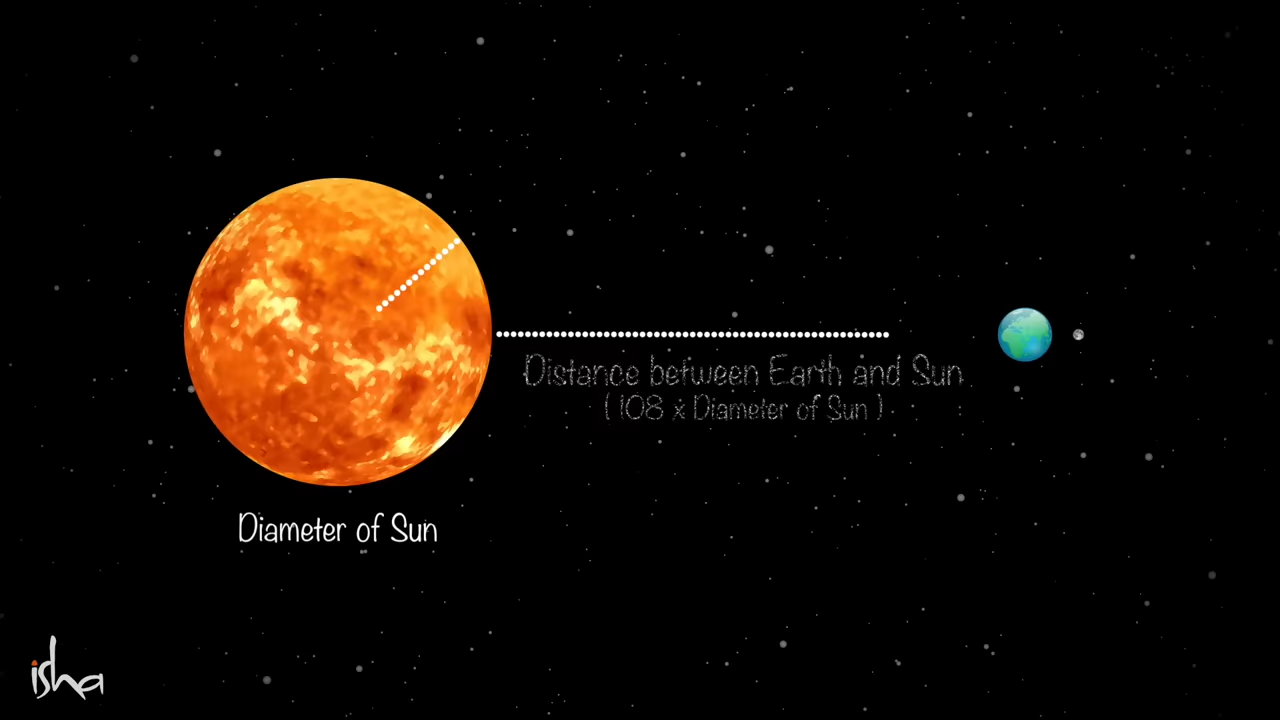 Distance between Earth and Sun
( 108 x Diameter of Sun )
Diameter of Sun
isha